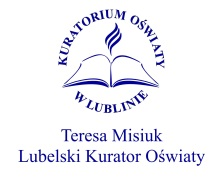 KURATORIUM OŚWIATY
W LUBLINIE
Teresa Misiuk
Lubelski Kurator Oświaty